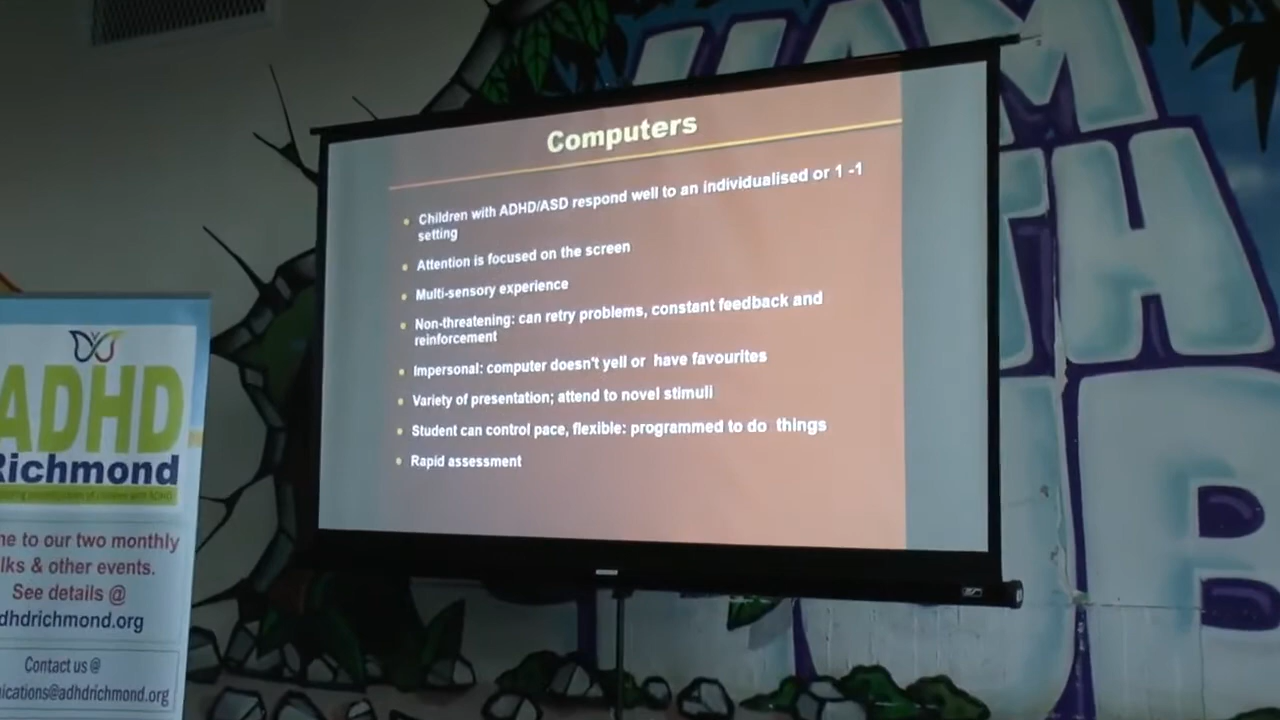 Computers
Children with ADHD/ASD respond well to an individualised or 1 -1
setting
Attention is focused on the screen
Multi-sensory experience
Non-threatening: can retry problems, constant feedback and
reinforcement
Impersonal: computer doesn't yell or have favourites
Variety of presentation; attend to novel stimuli
Student can control pace, flexible: programmed to do things
Rapid assessment
ADHD
Richmond
ne to our two monthly
lks & other events.
See details @
dhdrichmond.org
Contact us @
ications@adhdrichmond.org